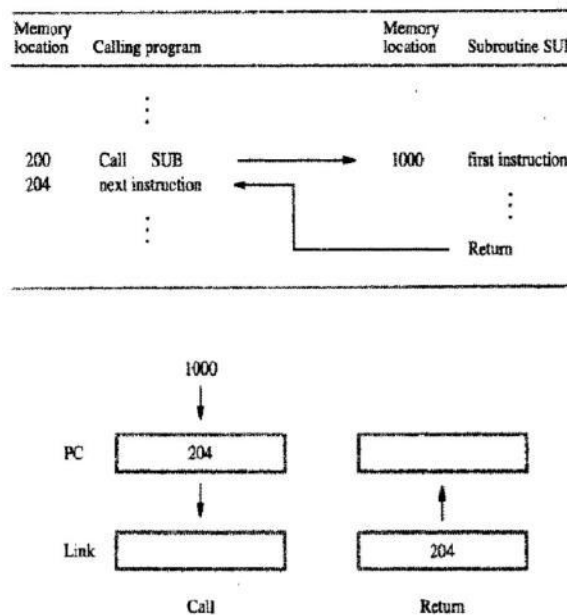 Memory location Calling program Memory location Subroutine SU
200 Call SUB 1000 first instruction
204 next instruction
Return
1000
PC 204
Link 204
Call Return